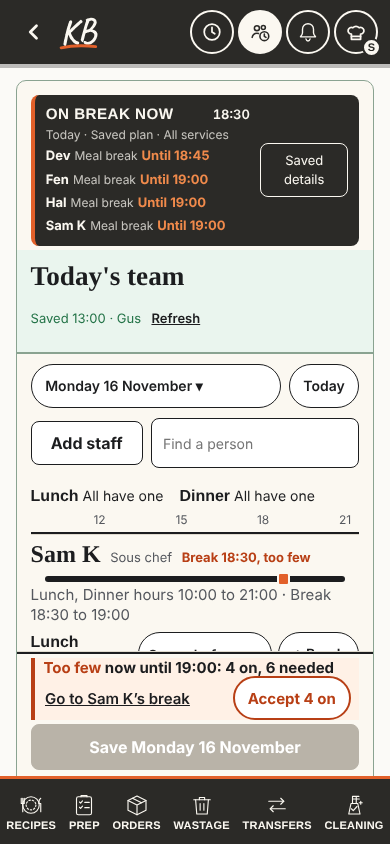 KB
S
ON BREAK NOW 18:30
Today · Saved plan · All services
Dev Meal break Until 18:45
Fen Meal break Until 19:00
Hal Meal break Until 19:00
Sam K Meal break Until 19:00
Saved
details
Today's team
Saved 13:00 · Gus Refresh
Monday 16 November ▾ Today
Add staff Find a person
Lunch All have one Dinner All have one
12 15 18 21
Sam K Sous chef Break 18:30, too few
Lunch, Dinner hours 10:00 to 21:00 · Break
18:30 to 19:00
Lunch
Too few now until 19:00: 4 on, 6 needed
Go to Sam K's break Accept 4 on
Save Monday 16 November
RECIPES PREP ORDERS WASTAGE TRANSFERS CLEANING